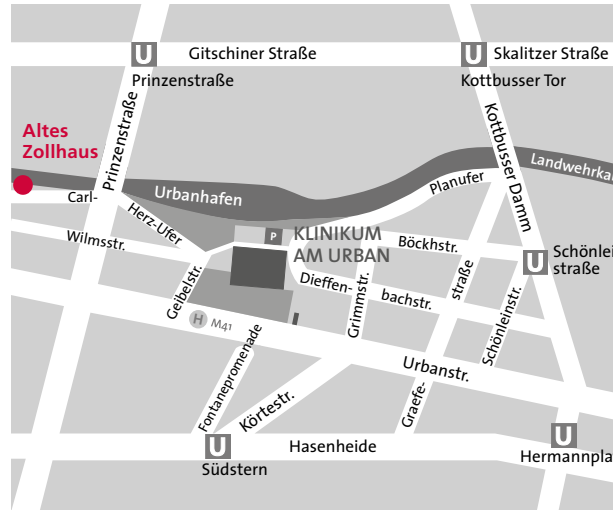 U
Gitschiner Straße
U
Skalitzer Straße
Prinzenstraße
Kottbusser Tor
Altes
Zollhaus
Prinzenstraße
Kottbusser Damm
Landwehrka
Planufer
Urbanhafen
Carl-
Herz-Ufer
Wilmsstr.
P
KLINIKUM
AM URBAN
Böckhstr.
U
Schönlei
straße
Geibelstr.
Dieffen-
bachstr.
Grimmstr.
straße
Schönleinstr.
H
M41
Fontanepromenade
Urbanstr.
Körtestr.
Graefe-
U
Südstern
Hasenheide
U
Hermannpla